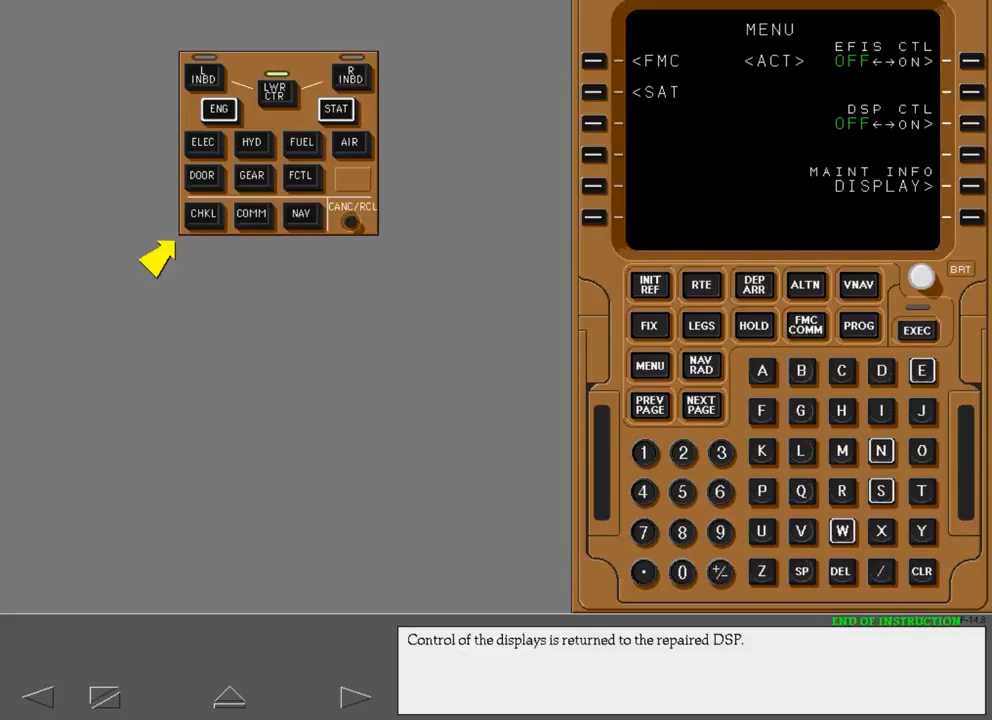 L INBD
R INBD
LWR CTR
ENG
STAT
ELEC HYD FUEL AIR
DOOR GEAR FCTL
CANC/RCL
CHKL COMM NAV
MENU
EFIS CTL
<FMC <ACT> OFF←→ON>
<SAT
DSP CTL
OFF←→ON>
MAINT INFO
DISPLAY>
BRT
INIT REF RTE DEP ARR ALTN VNAV
FIX LEGS HOLD FMC COMM PROG EXEC
MENU NAV RAD
PREV PAGE NEXT PAGE
A B C D E
F G H I J
1 2 3 K L M N O
4 5 6 P Q R S T
7 8 9 U V W X Y
. 0 +/- Z SP DEL / CLR
END OF INSTRUCTION
Control of the displays is returned to the repaired DSP.